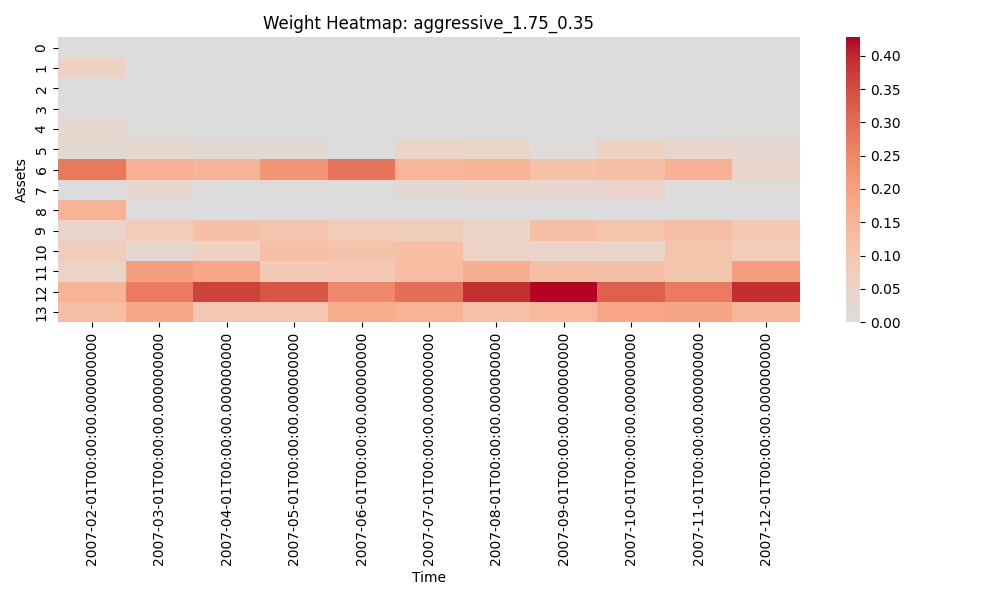 Weight Heatmap: aggressive_1.75_0.35
Assets
0
1
2
3
4
5
6
7
8
9
10
11
12
13
2007-02-01T00:00:00.000000000
2007-03-01T00:00:00.000000000
2007-04-01T00:00:00.000000000
2007-05-01T00:00:00.000000000
2007-06-01T00:00:00.000000000
2007-07-01T00:00:00.000000000
2007-08-01T00:00:00.000000000
2007-09-01T00:00:00.000000000
2007-10-01T00:00:00.000000000
2007-11-01T00:00:00.000000000
2007-12-01T00:00:00.000000000
Time
0.40
0.35
0.30
0.25
0.20
0.15
0.10
0.05
0.00